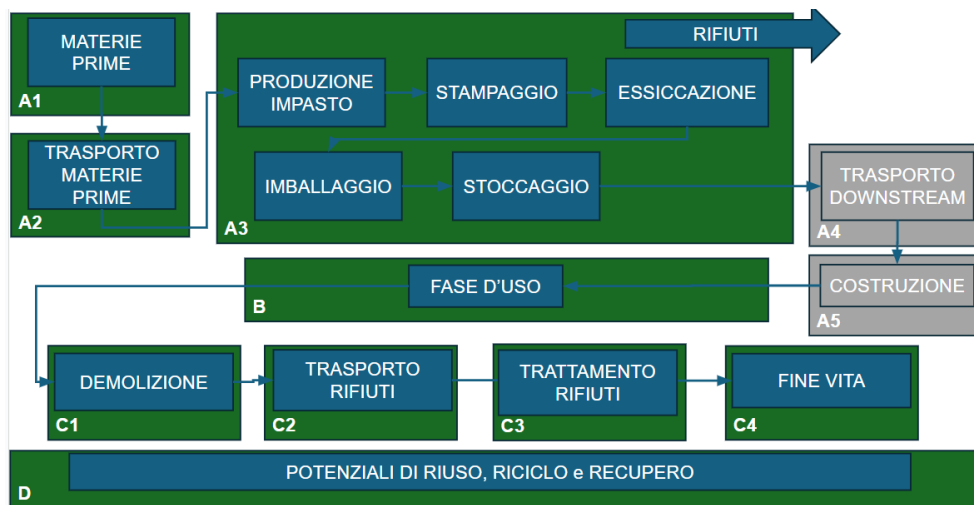 MATERIE
PRIME
A1
TRASPORTO
MATERIE
PRIME
A2
RIFIUTI
PRODUZIONE
IMPASTO
STAMPAGGIO
ESSICCAZIONE
IMBALLAGGIO
STOCCAGGIO
A3
TRASPORTO
DOWNSTREAM
A4
COSTRUZIONE
A5
FASE D'USO
B
DEMOLIZIONE
C1
TRASPORTO
RIFIUTI
C2
TRATTAMENTO
RIFIUTI
C3
FINE VITA
C4
POTENZIALI DI RIUSO, RICICLO e RECUPERO
D